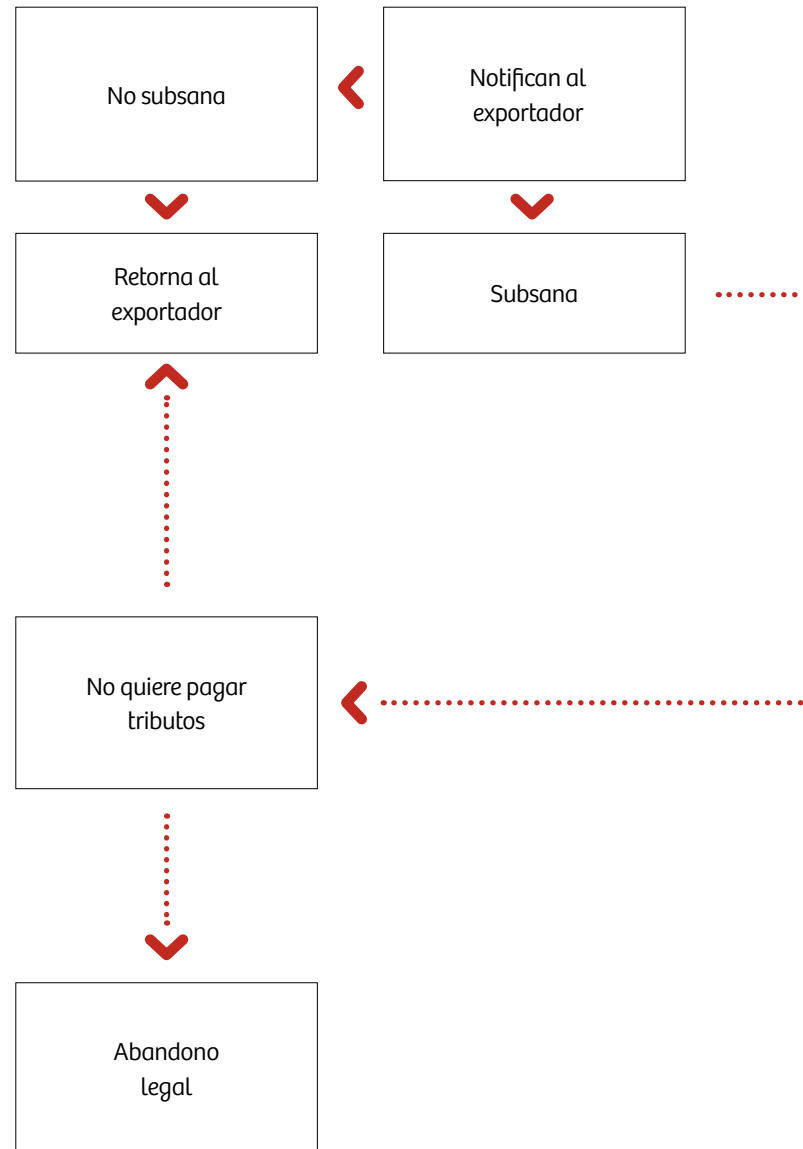 No subsana
Notifican al
exportador
Retorna al
exportador
Subsana
No quiere pagar
tributos
Abandono
legal